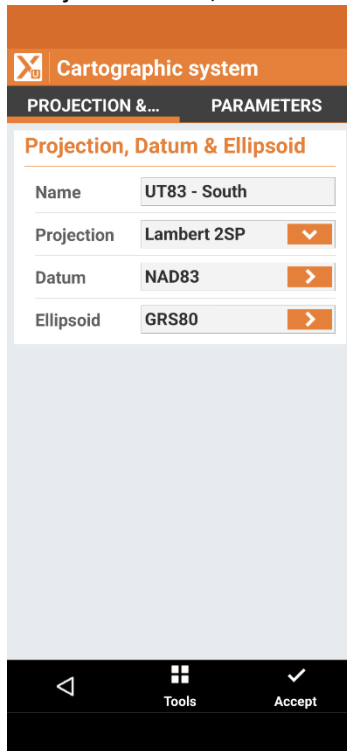 Cartographic system
PROJECTION &... PARAMETERS
Projection, Datum & Ellipsoid
Name UT83 - South
Projection Lambert 2SP
Datum NAD83
Ellipsoid GRS80
Tools Accept